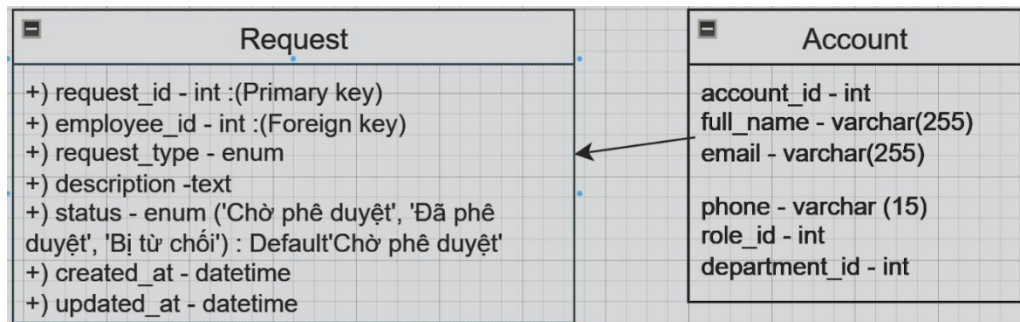 Request
+) request_id - int :(Primary key)
+) employee_id - int :(Foreign key)
+) request_type - enum
+) description -text
+) status - enum ('Chờ phê duyệt', 'Đã phê
duyệt', 'Bị từ chối') : Default'Chờ phê duyệt'
+) created_at - datetime
+) updated_at - datetime
Account
account_id - int
full_name - varchar(255)
email - varchar(255)
phone - varchar (15)
role_id - int
department_id - int